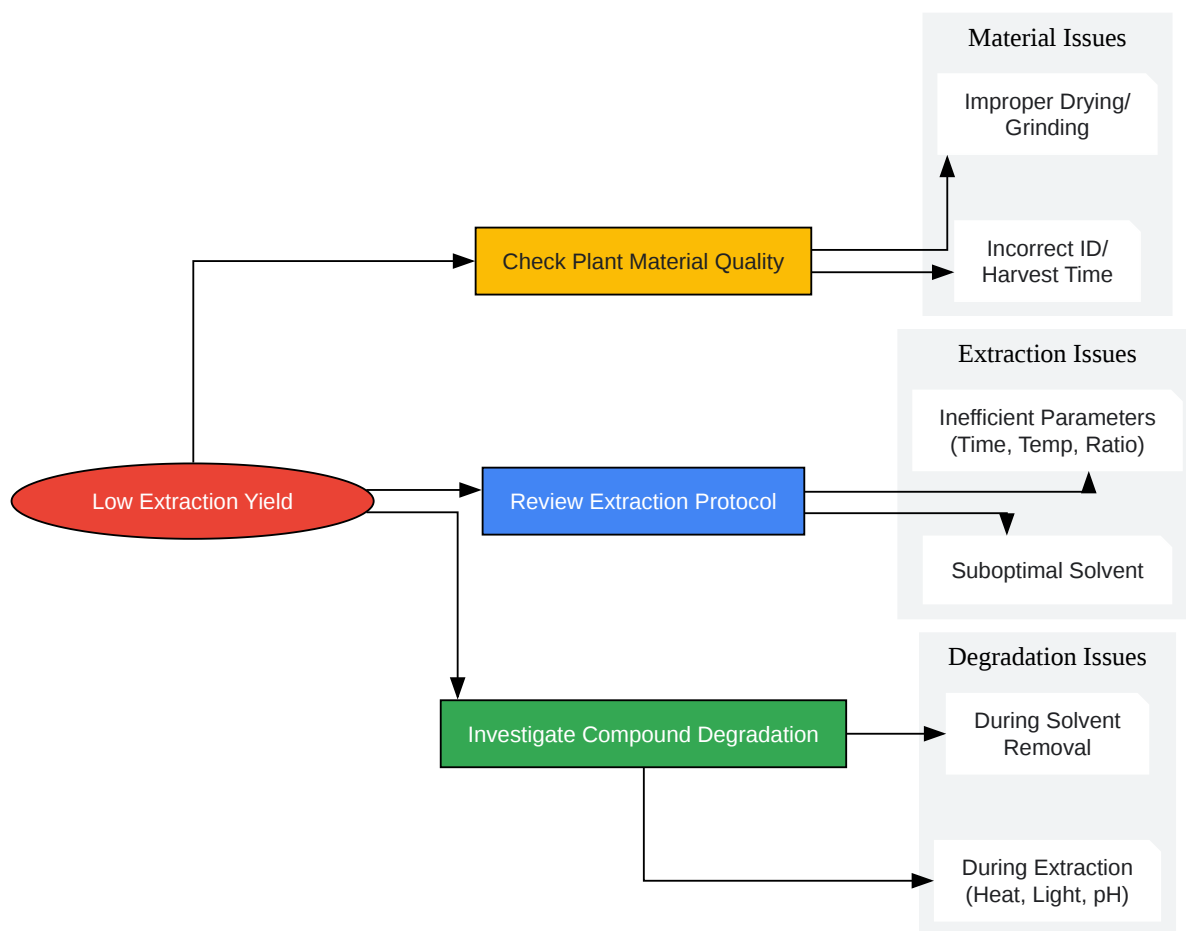 Material Issues
Improper Drying/
Grinding
Check Plant Material Quality
Incorrect ID/
Harvest Time
Extraction Issues
Inefficient Parameters
(Time, Temp, Ratio)
Low Extraction Yield
Review Extraction Protocol
Suboptimal Solvent
Degradation Issues
Investigate Compound Degradation
During Solvent
Removal
During Extraction
(Heat, Light, pH)